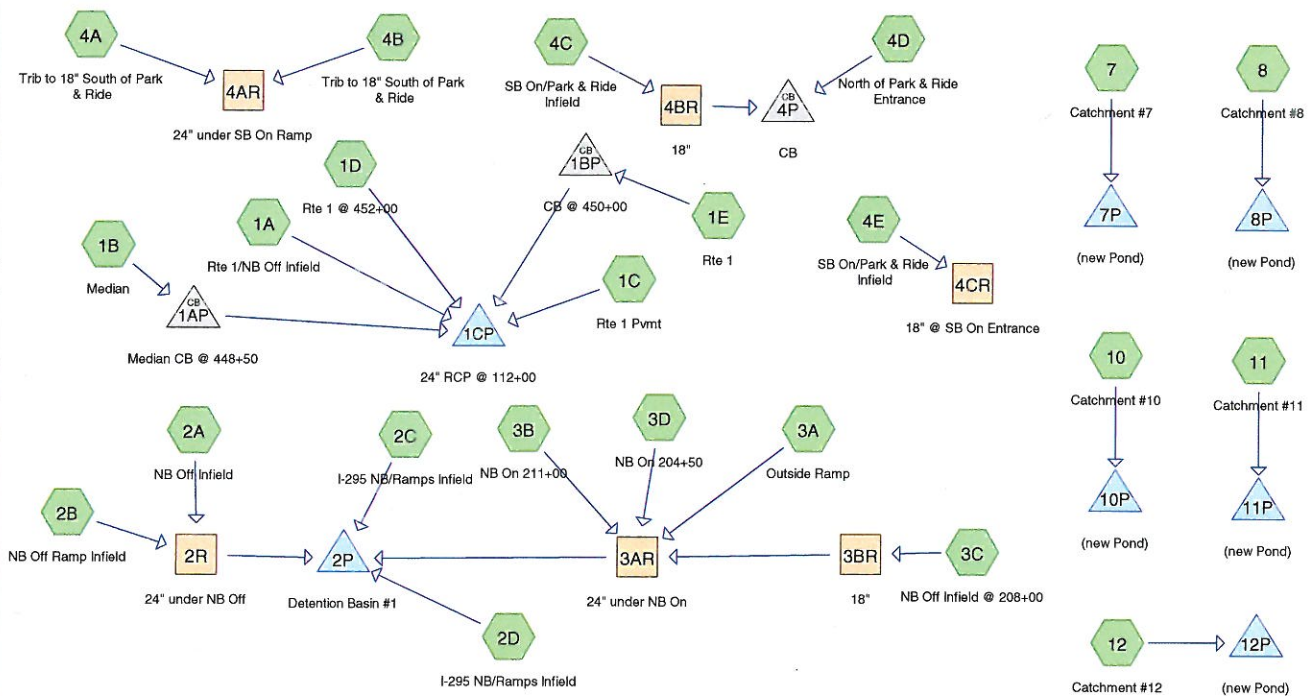 4A
Trib to 18" South of Park
& Ride
4AR
24" under SB On Ramp
4B
Trib to 18" South of Park
& Ride
4C
SB On/Park & Ride
Infield
4BR
18"
CB
4P
CB
4D
North of Park & Ride
Entrance
7
Catchment #7
7P
(new Pond)
8
Catchment #8
8P
(new Pond)
1D
Rte 1 @ 452+00
CB
1BP
CB @ 450+00
1E
Rte 1
1A
Rte 1/NB Off Infield
1B
Median
CB
1AP
Median CB @ 448+50
1C
Rte 1 Pvmt
1CP
24" RCP @ 112+00
4E
SB On/Park & Ride
Infield
4CR
18" @ SB On Entrance
10
Catchment #10
10P
(new Pond)
11
Catchment #11
11P
(new Pond)
2A
NB Off Infield
2B
NB Off Ramp Infield
2R
24" under NB Off
2C
I-295 NB/Ramps Infield
2P
Detention Basin #1
2D
I-295 NB/Ramps Infield
3B
NB On 211+00
3D
NB On 204+50
3A
Outside Ramp
3AR
24" under NB On
3BR
18"
3C
NB Off Infield @ 208+00
12
Catchment #12
12P
(new Pond)